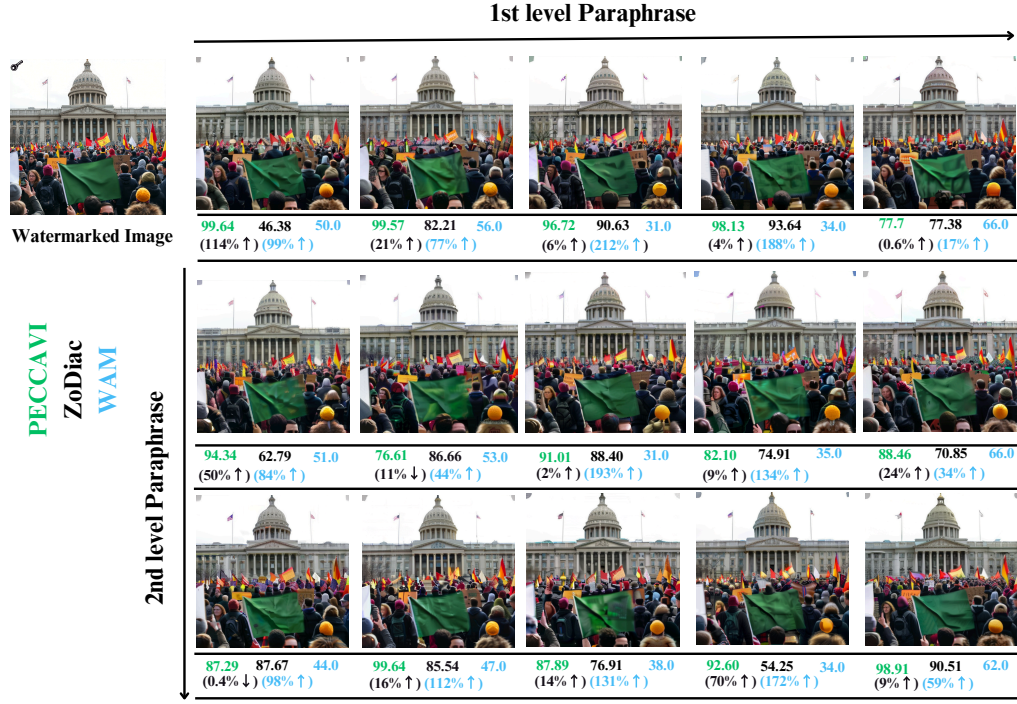 1st level Paraphrase
Watermarked Image
99.64 46.38 50.0 99.57 82.21 56.0 96.72 90.63 31.0 98.13 93.64 34.0 77.7 77.38 66.0
(114% ↑) (99% ↑) (21% ↑) (77% ↑) (6% ↑) (212% ↑) (4% ↑) (188% ↑) (0.6% ↑) (17% ↑)
PECCAVI
ZoDiac
WAM
2nd level Paraphrase
94.34 62.79 51.0 76.61 86.66 53.0 91.01 88.40 31.0 82.10 74.91 35.0 88.46 70.85 66.0
(50% ↑) (84% ↑) (11% ↓) (44% ↑) (2% ↑) (193% ↑) (9% ↑) (134% ↑) (24% ↑) (34% ↑)
87.29 87.67 44.0 99.64 85.54 47.0 87.89 76.91 38.0 92.60 54.25 34.0 98.91 90.51 62.0
(0.4% ↓) (98% ↑) (16% ↑) (112% ↑) (14% ↑) (131% ↑) (70% ↑) (172% ↑) (9% ↑) (59% ↑)